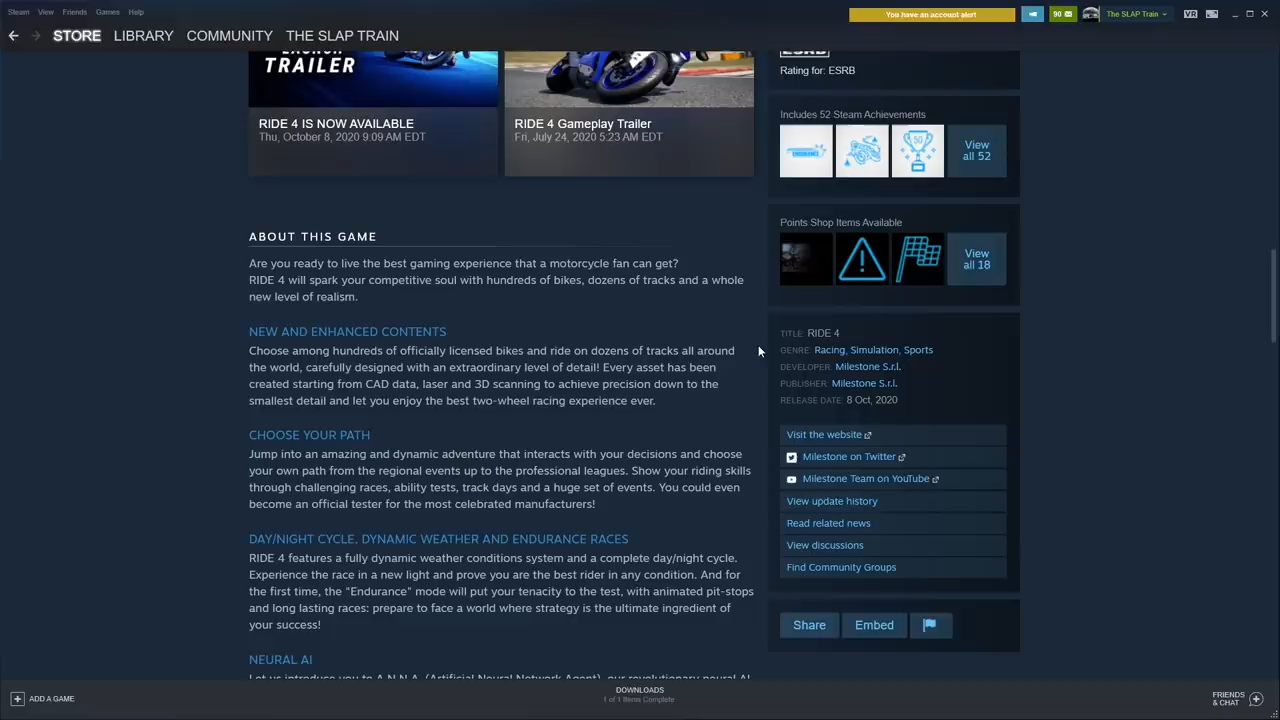 Steam View Friends Games Help
You have an account alert
90
The SLAP Train
VR
STORE LIBRARY COMMUNITY THE SLAP TRAIN
LAUNCH
TRAILER
RIDE 4 IS NOW AVAILABLE
Thu, October 8, 2020 9:09 AM EDT
RIDE 4 Gameplay Trailer
Fri, July 24, 2020 5:23 AM EDT
ABOUT THIS GAME
Are you ready to live the best gaming experience that a motorcycle fan can get?
RIDE 4 will spark your competitive soul with hundreds of bikes, dozens of tracks and a whole
new level of realism.
NEW AND ENHANCED CONTENTS
Choose among hundreds of officially licensed bikes and ride on dozens of tracks all around
the world, carefully designed with an extraordinary level of detail! Every asset has been
created starting from CAD data, laser and 3D scanning to achieve precision down to the
smallest detail and let you enjoy the best two-wheel racing experience ever.
CHOOSE YOUR PATH
Jump into an amazing and dynamic adventure that interacts with your decisions and choose
your own path from the regional events up to the professional leagues. Show your riding skills
through challenging races, ability tests, track days and a huge set of events. You could even
become an official tester for the most celebrated manufacturers!
DAY/NIGHT CYCLE, DYNAMIC WEATHER AND ENDURANCE RACES
RIDE 4 features a fully dynamic weather conditions system and a complete day/night cycle.
Experience the race in a new light and prove you are the best rider in any condition. And for
the first time, the "Endurance" mode will put your tenacity to the test, with animated pit-stops
and long lasting races: prepare to face a world where strategy is the ultimate ingredient of
your success!
NEURAL AI
Let us introduce you to A.N.N.A. (Artificial Neural Network Agent), our revolutionary neural AI
ESRB
Rating for: ESRB
Includes 52 Steam Achievements
ENDURANCE
50
View
all 52
Points Shop Items Available
View
all 18
TITLE: RIDE 4
GENRE: Racing, Simulation, Sports
DEVELOPER: Milestone S.r.l.
PUBLISHER: Milestone S.r.l.
RELEASE DATE: 8 Oct, 2020
Visit the website
Milestone on Twitter
Milestone Team on YouTube
View update history
Read related news
View discussions
Find Community Groups
Share Embed
ADD A GAME
DOWNLOADS
1 of 1 Items Complete
FRIENDS
& CHAT